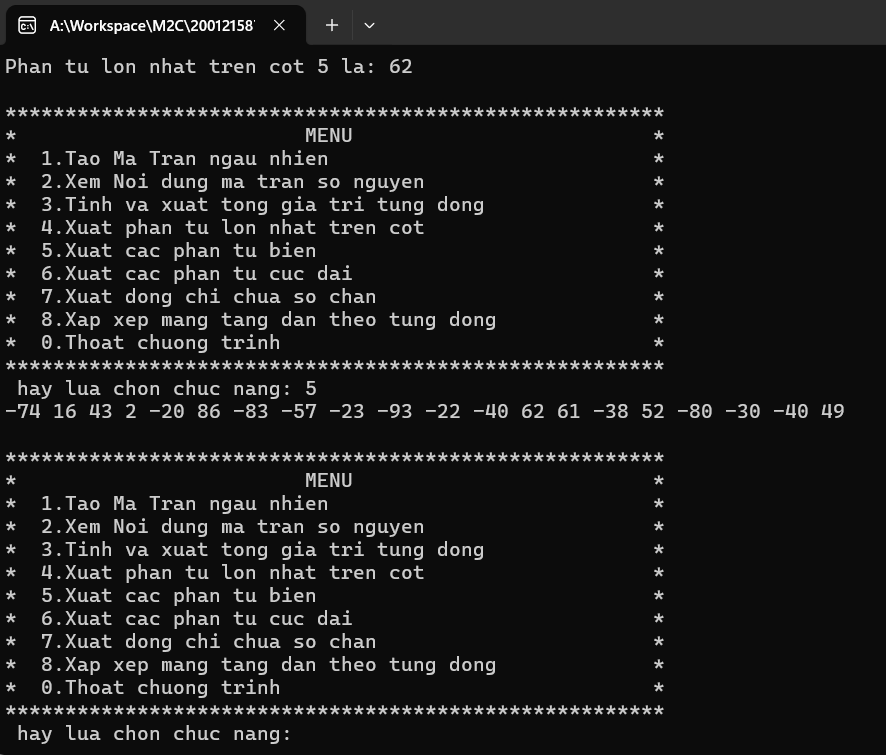 A:\Workspace\M2C\20012158
Phan tu lon nhat tren cot 5 la: 62
*******************************************************
* MENU *
* 1.Tao Ma Tran ngau nhien *
* 2.Xem Noi dung ma tran so nguyen *
* 3.Tinh va xuat tong gia tri tung dong *
* 4.Xuat phan tu lon nhat tren cot *
* 5.Xuat cac phan tu bien *
* 6.Xuat cac phan tu cuc dai *
* 7.Xuat dong chi chua so chan *
* 8.Xap xep mang tang dan theo tung dong *
* 0.Thoat chuong trinh *
*******************************************************
hay lua chon chuc nang: 5
-74 16 43 2 -20 86 -83 -57 -23 -93 -22 -40 62 61 -38 52 -80 -30 -40 49
*******************************************************
* MENU *
* 1.Tao Ma Tran ngau nhien *
* 2.Xem Noi dung ma tran so nguyen *
* 3.Tinh va xuat tong gia tri tung dong *
* 4.Xuat phan tu lon nhat tren cot *
* 5.Xuat cac phan tu bien *
* 6.Xuat cac phan tu cuc dai *
* 7.Xuat dong chi chua so chan *
* 8.Xap xep mang tang dan theo tung dong *
* 0.Thoat chuong trinh *
*******************************************************
hay lua chon chuc nang: